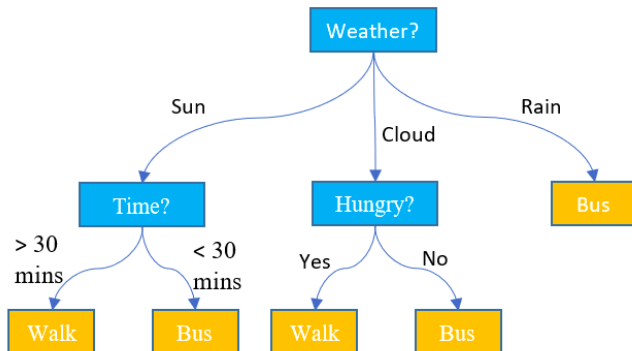 Weather?
Sun
Cloud
Rain
Time?
Hungry?
Bus
> 30
mins
< 30
mins
Yes
No
Walk
Bus
Walk
Bus